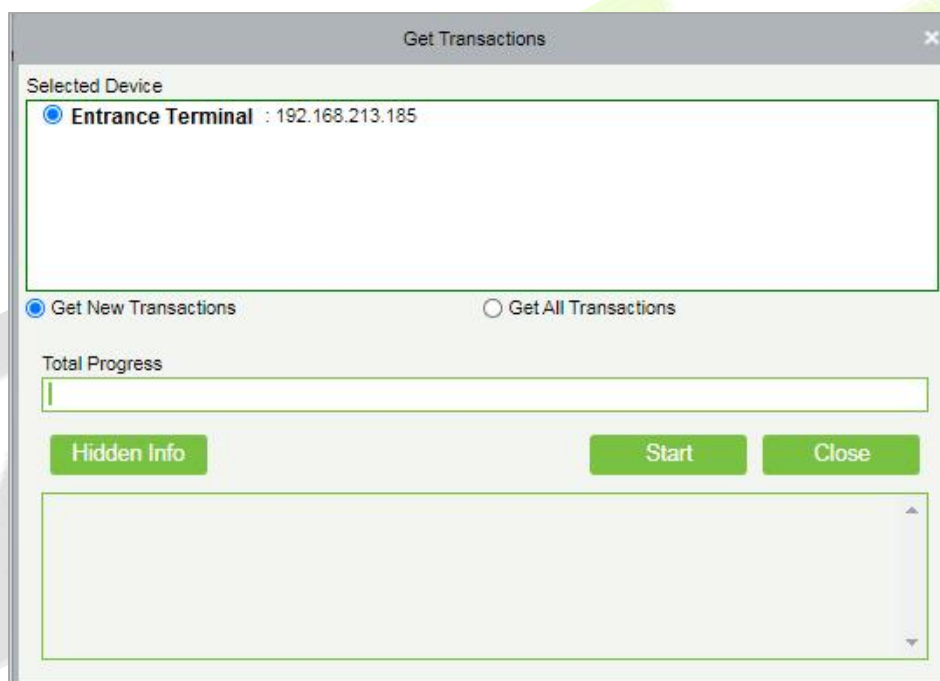 Get Transactions
Selected Device
Entrance Terminal : 192.168.213.185
Get New Transactions Get All Transactions
Total Progress
Hidden Info Start Close